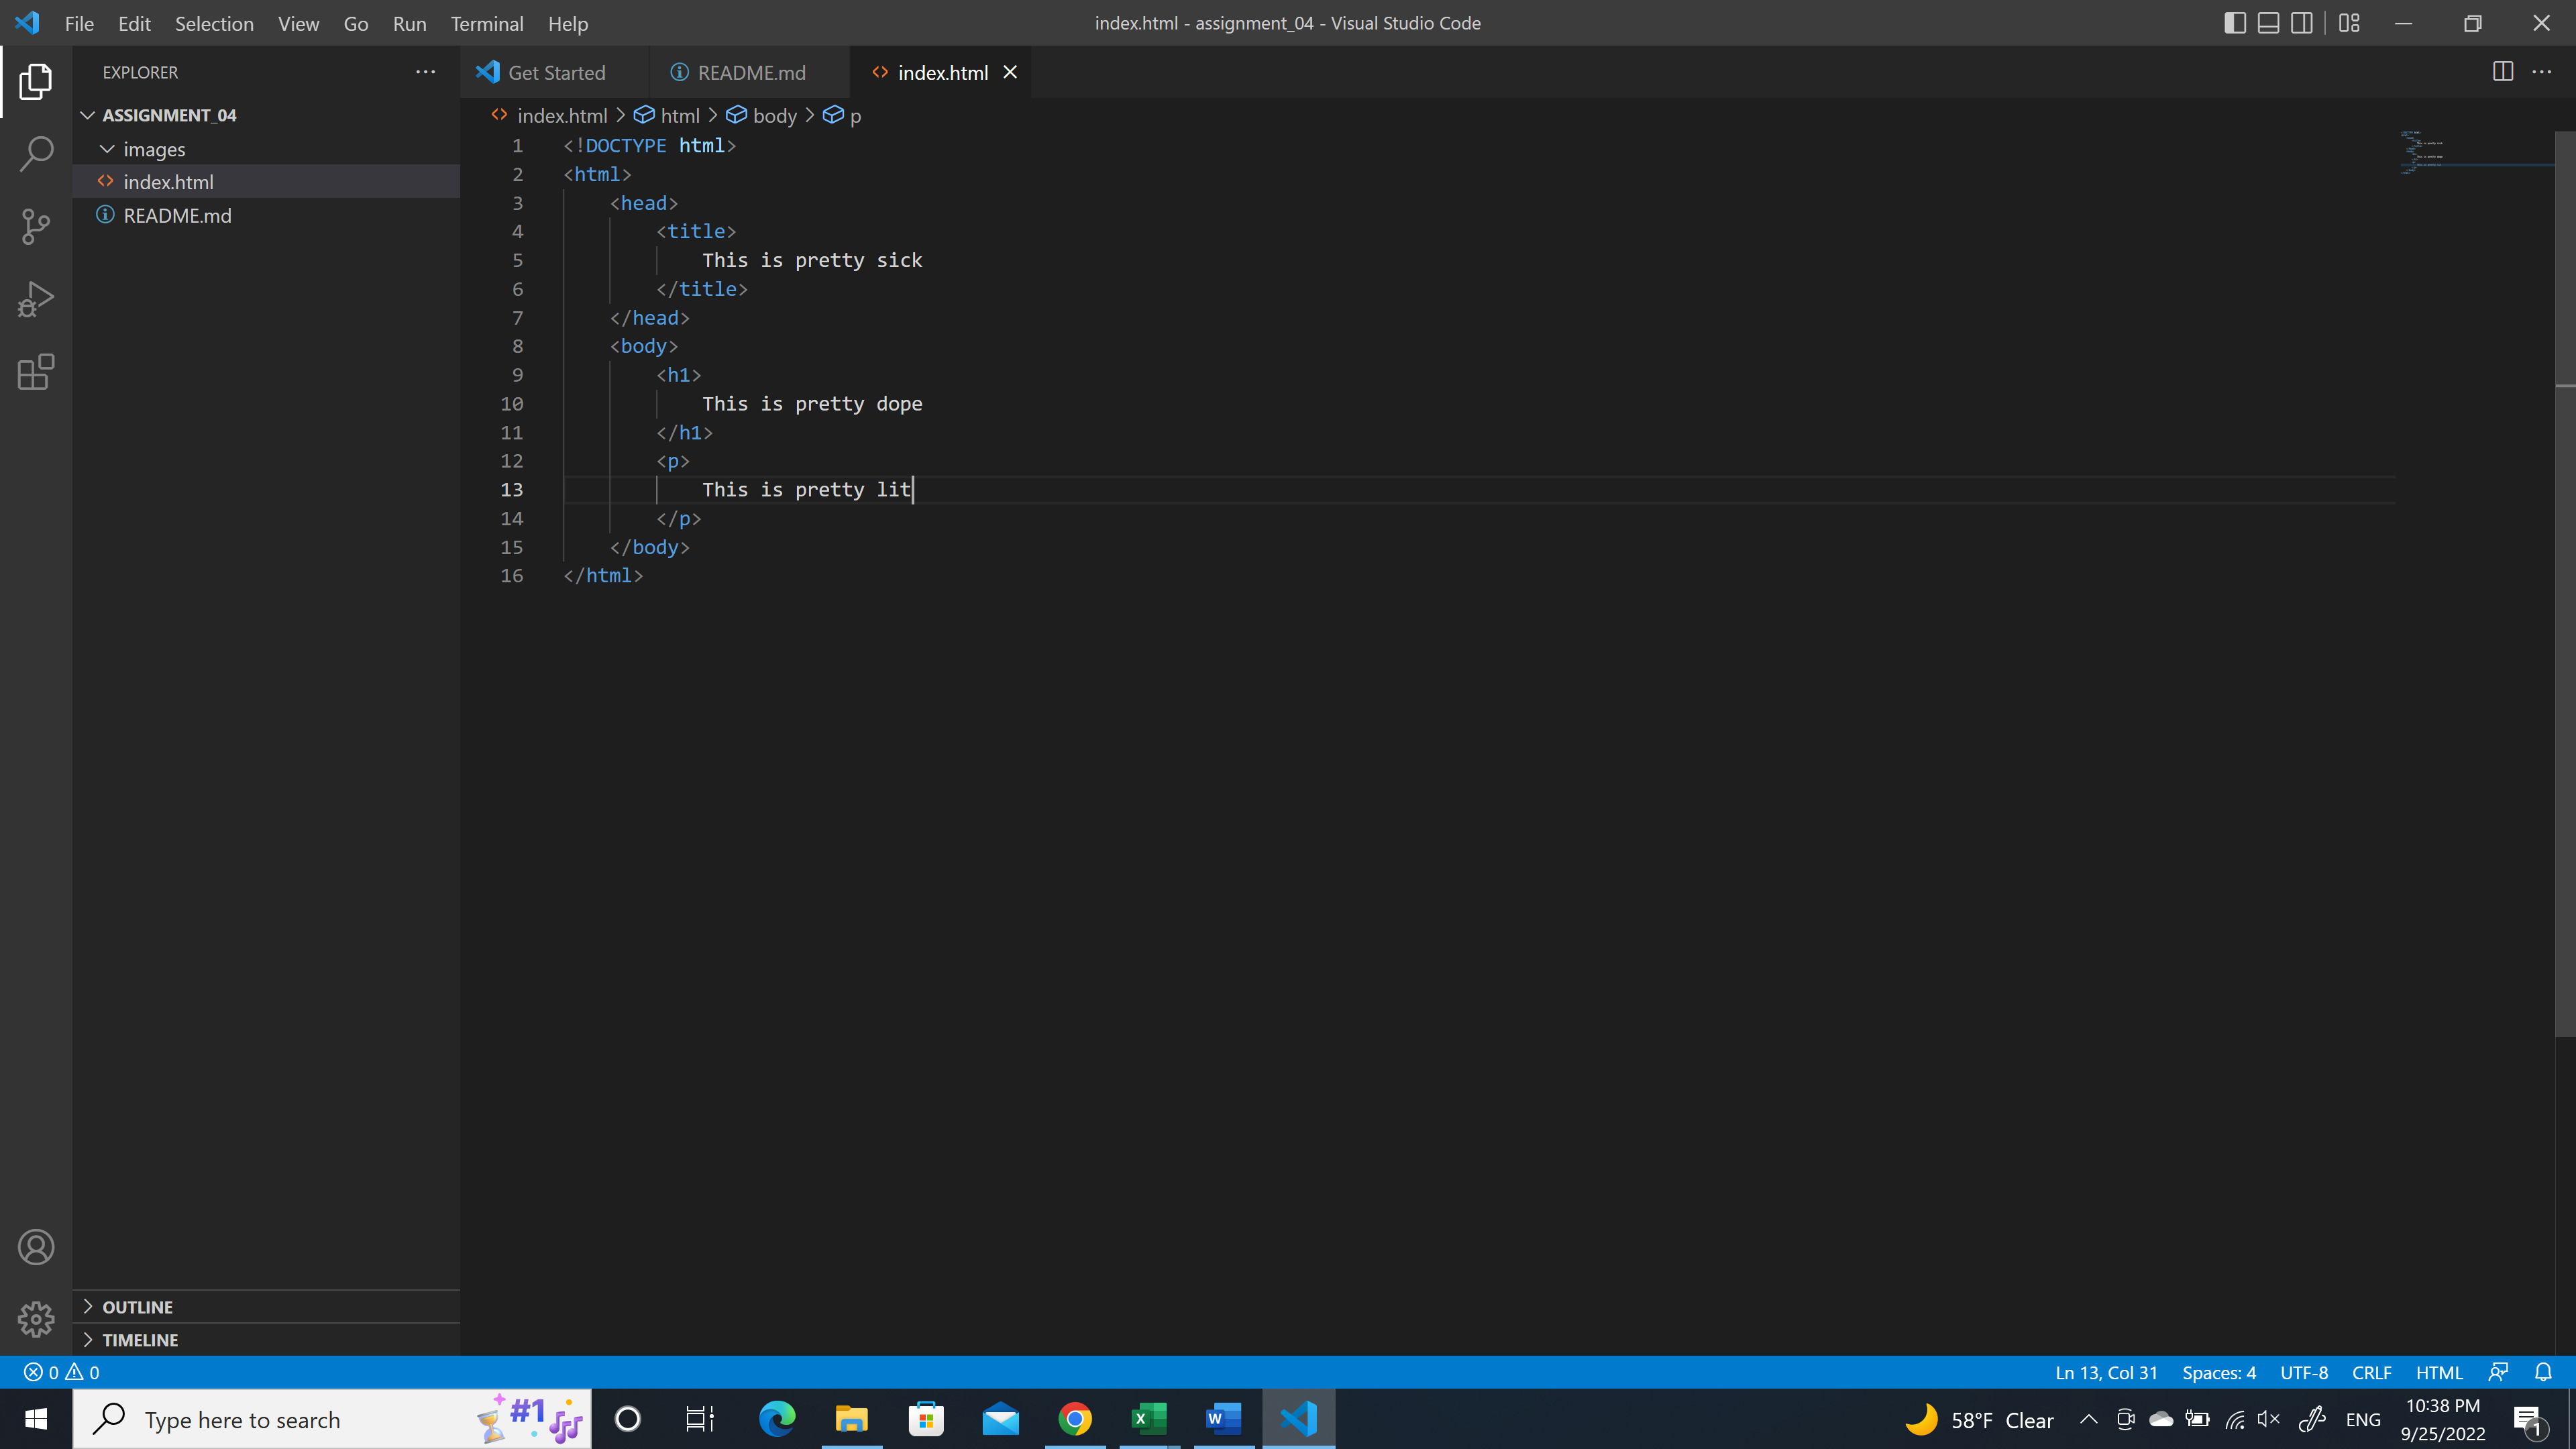 File Edit Selection View Go Run Terminal Help
index.html - assignment_04 - Visual Studio Code
EXPLORER
Get Started
README.md
index.html
ASSIGNMENT_04
images
index.html
README.md
index.html > html > body > p
1 <!DOCTYPE html>
2 <html>
3 <head>
4 <title>
5 This is pretty sick
6 </title>
7 </head>
8 <body>
9 <h1>
10 This is pretty dope
11 </h1>
12 <p>
13 This is pretty lit
14 </p>
15 </body>
16 </html>
OUTLINE
TIMELINE
0 0
Ln 13, Col 31 Spaces: 4 UTF-8 CRLF HTML
Type here to search
#1
58°F Clear
ENG
10:38 PM
9/25/2022
1